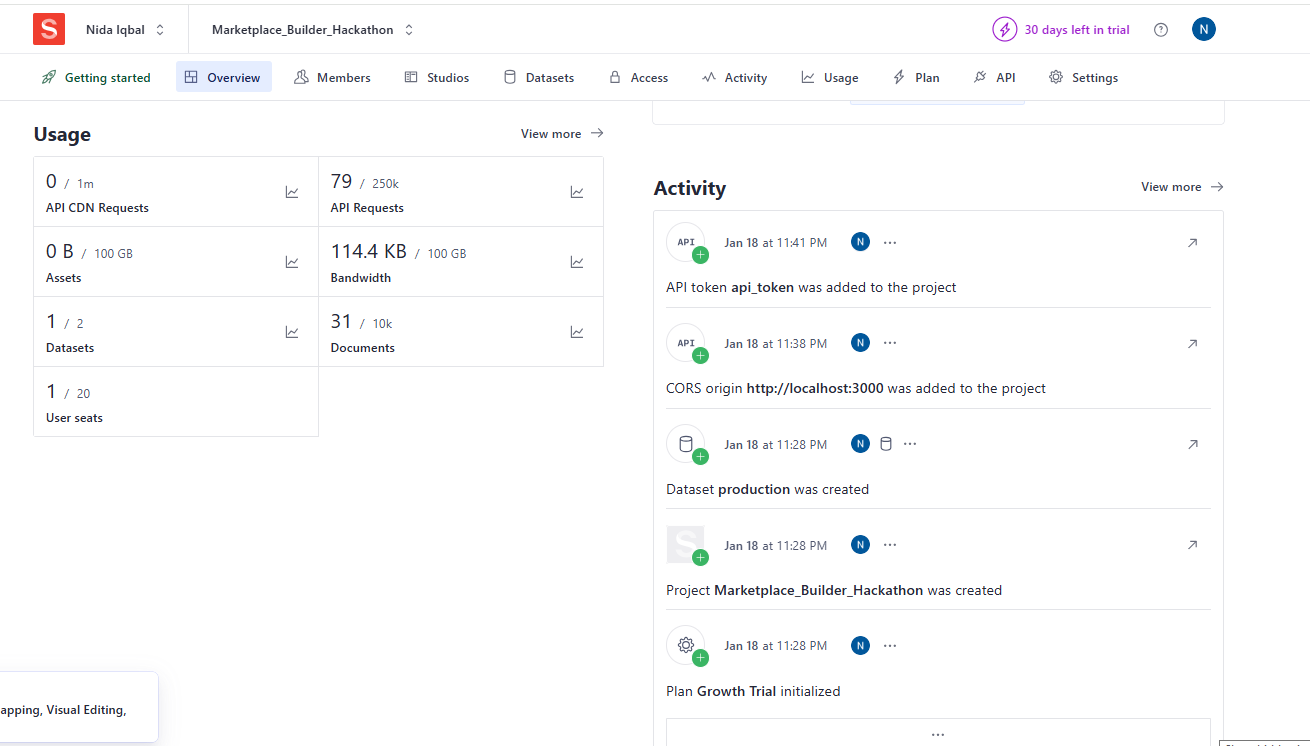 S Nida Iqbal Marketplace_Builder_Hackathon 30 days left in trial ? N
Getting started Overview Members Studios Datasets Access Activity Usage Plan API Settings
Usage View more →
0 / 1m
API CDN Requests
79 / 250k
API Requests
0 B / 100 GB
Assets
114.4 KB / 100 GB
Bandwidth
1 / 2
Datasets
31 / 10k
Documents
1 / 20
User seats
apping, Visual Editing,
Activity View more →
API Jan 18 at 11:41 PM N ...
API token api_token was added to the project
API Jan 18 at 11:38 PM N ...
CORS origin http://localhost:3000 was added to the project
Jan 18 at 11:28 PM N ...
Dataset production was created
S Jan 18 at 11:28 PM N ...
Project Marketplace_Builder_Hackathon was created
Jan 18 at 11:28 PM N ...
Plan Growth Trial initialized
...